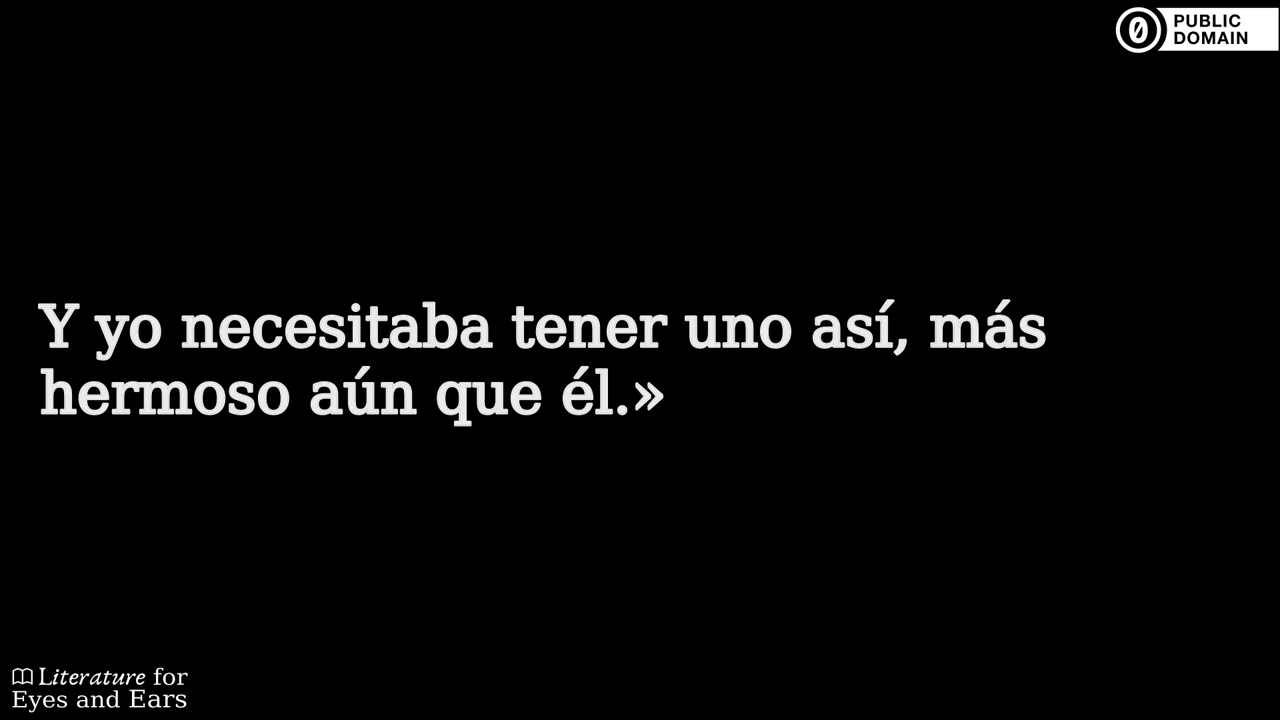 PUBLIC
DOMAIN
Y yo necesitaba tener uno así, más
hermoso aún que él.»
Literature for
Eyes and Ears